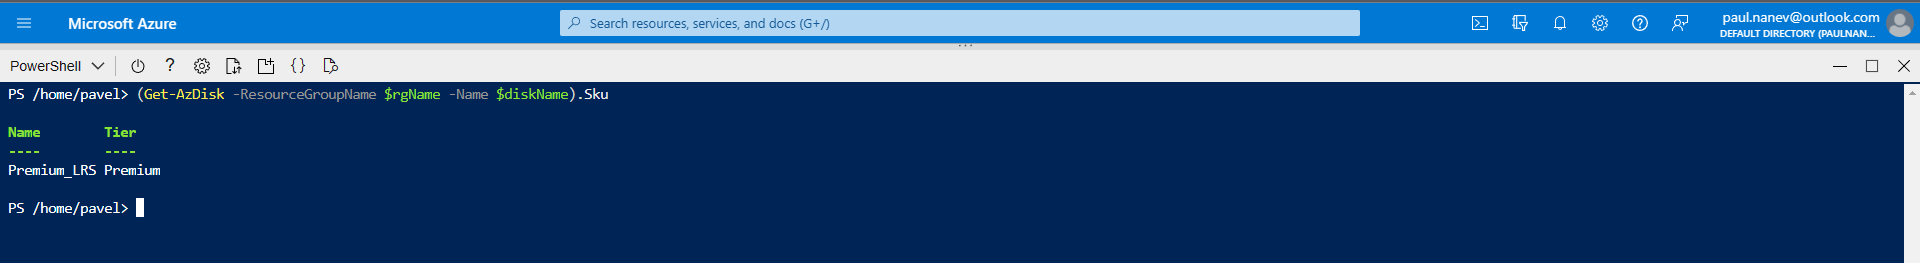 Microsoft Azure
Search resources, services, and docs (G+/)
paul.nanev@outlook.com
DEFAULT DIRECTORY (PAULNAN...
PowerShell
PS /home/pavel> (Get-AzDisk -ResourceGroupName $rgName -Name $diskName).Sku
Name        Tier
----        ----
Premium_LRS Premium
PS /home/pavel>